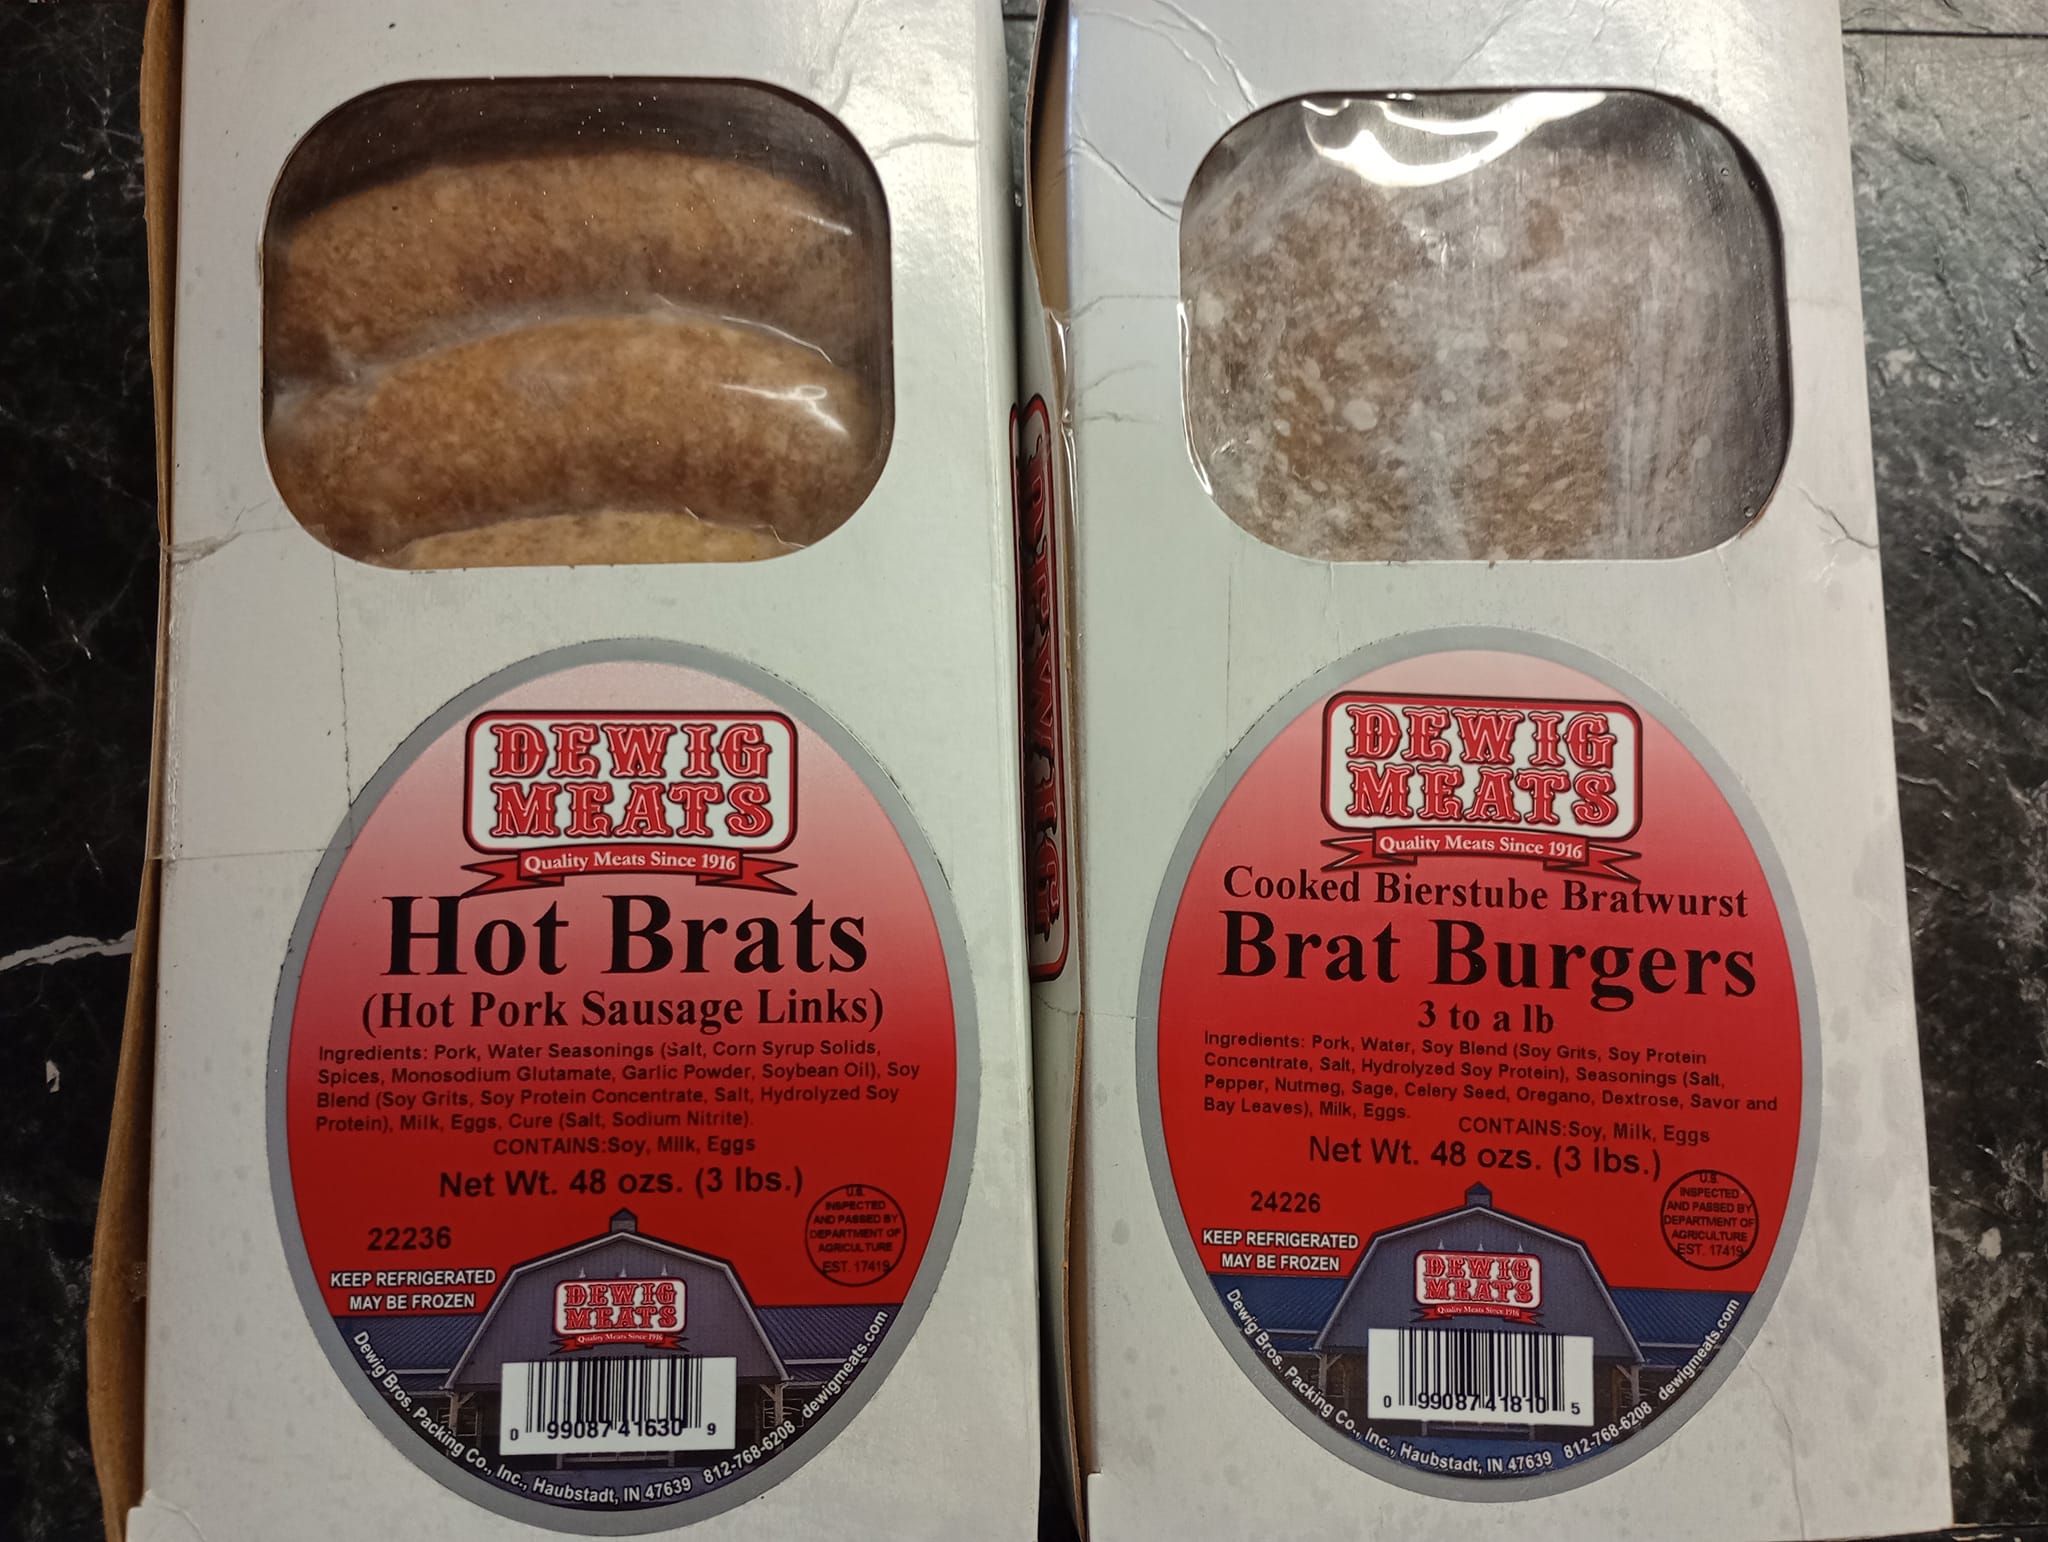 DEWIG
MEATS
Quality Meats Since 1916
Hot Brats
(Hot Pork Sausage Links)
Ingredients: Pork, Water Seasonings (Salt, Corn Syrup Solids,
Spices, Monosodium Glutamate, Garlic Powder, Soybean Oil), Soy
Blend (Soy Grits, Soy Protein Concentrate, Salt, Hydrolyzed Soy
Protein), Milk, Eggs, Cure (Salt, Sodium Nitrite).
CONTAINS:Soy, Milk, Eggs
Net Wt. 48 ozs. (3 lbs.)
22236
U.S.
INSPECTED
AND PASSED BY
DEPARTMENT OF
AGRICULTURE
EST. 17419
KEEP REFRIGERATED
MAY BE FROZEN
DEWIG
MEATS
Quality Meats Since 1916
0 99087 41630 9
Dewig Bros. Packing Co., Inc., Haubstadt, IN 47639 812-768-6208 dewigmeats.com
DEWIG
DEWIG
MEATS
Quality Meats Since 1916
Cooked Bierstube Bratwurst
Brat Burgers
3 to a lb
Ingredients: Pork, Water, Soy Blend (Soy Grits, Soy Protein
Concentrate, Salt, Hydrolyzed Soy Protein), Seasonings (Salt,
Pepper, Nutmeg, Sage, Celery Seed, Oregano, Dextrose, Savor and
Bay Leaves), Milk, Eggs.
CONTAINS:Soy, Milk, Eggs
Net Wt. 48 ozs. (3 lbs.)
24226
U.S.
INSPECTED
AND PASSED BY
DEPARTMENT OF
AGRICULTURE
EST. 17419
KEEP REFRIGERATED
MAY BE FROZEN
DEWIG
MEATS
Quality Meats Since 1916
0 99087 41810 5
Dewig Bros. Packing Co., Inc., Haubstadt, IN 47639 812-768-6208 dewigmeats.com